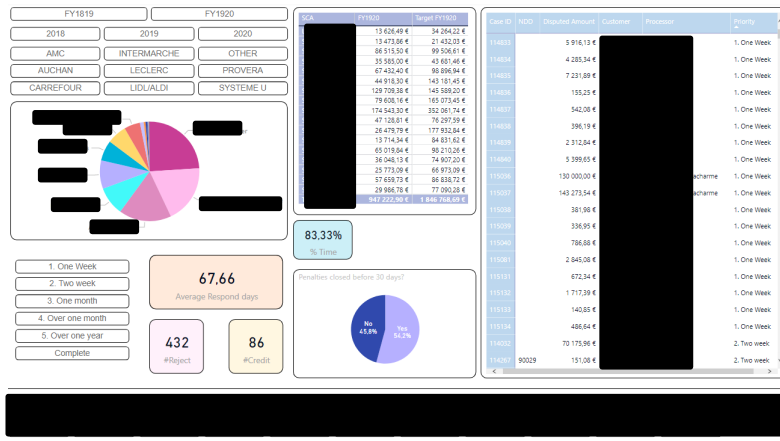 FY1819 FY1920
2018 2019 2020
AMC INTERMARCHE OTHER
AUCHAN LECLERC PROVERA
CARREFOUR LIDL/ALDI SYSTEME U
1. One Week
2. Two week
3. One month
4. Over one month
5. Over one year
Complete
67,66
Average Respond days
432
#Reject
86
#Credit
SCA FY1920 Target FY1920
13 626,49 € 34 264,22 €
13 473,86 € 21 432,03 €
86 515,50 € 99 506,61 €
35 585,00 € 43 681,46 €
67 432,40 € 98 896,94 €
44 918,30 € 143 181,45 €
129 709,38 € 145 589,20 €
79 608,16 € 165 073,45 €
174 543,30 € 352 061,74 €
47 128,81 € 76 297,59 €
26 479,79 € 177 932,84 €
13 714,34 € 84 831,62 €
65 019,84 € 98 210,26 €
36 048,13 € 74 907,20 €
25 773,09 € 66 973,09 €
57 659,73 € 86 838,72 €
29 986,78 € 77 090,28 €
947 222,90 € 1 846 768,69 €
83,33%
% Time
Penalties closed before 30 days?
No
45,8%
Yes
54,2%
Case ID NOD Disputed Amount Customer Processor Priority
114833 5 916,13 € 1. One Week
114834 4 285,34 € 1. One Week
114835 7 231,89 € 1. One Week
114836 155,25 € 1. One Week
114837 542,08 € 1. One Week
114838 396,19 € 1. One Week
114839 2 312,84 € 1. One Week
114840 5 399,65 € 1. One Week
115036 130 000,00 € acharme 1. One Week
115037 143 273,54 € acharme 1. One Week
115038 381,98 € 1. One Week
115039 336,95 € 1. One Week
115040 786,88 € 1. One Week
115081 2 845,08 € 1. One Week
115131 672,34 € 1. One Week
115132 1 717,39 € 1. One Week
115133 140,85 € 1. One Week
115134 486,64 € 1. One Week
114032 70 175,96 € 2. Two week
114267 90029 151,08 € 2. Two week